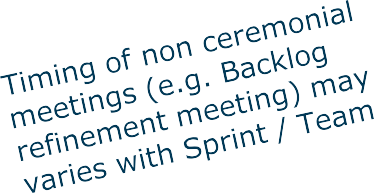 Timing of non ceremonial
meetings (e.g. Backlog
refinement meeting) may
varies with Sprint / Team